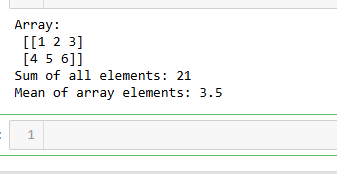 Array:
 [[1 2 3]
 [4 5 6]]
Sum of all elements: 21
Mean of array elements: 3.5
: 1